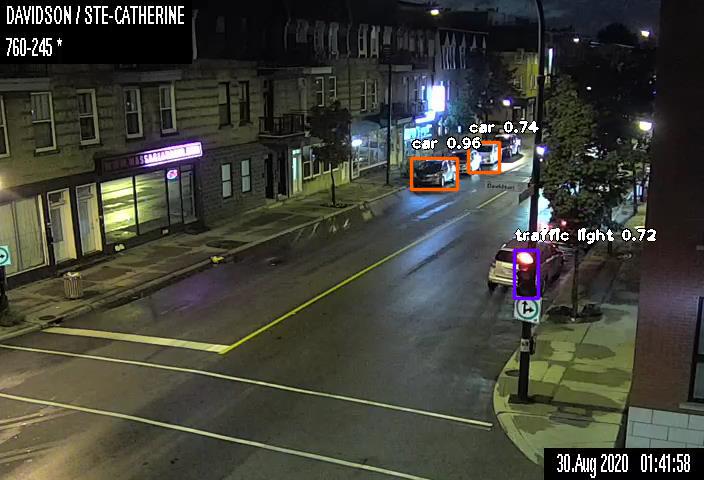 DAVIDSON / STE-CATHERINE
760-245 *
car 0.74
car 0.96
Davidson
traffic light 0.72
30.Aug 2020 01:41:58